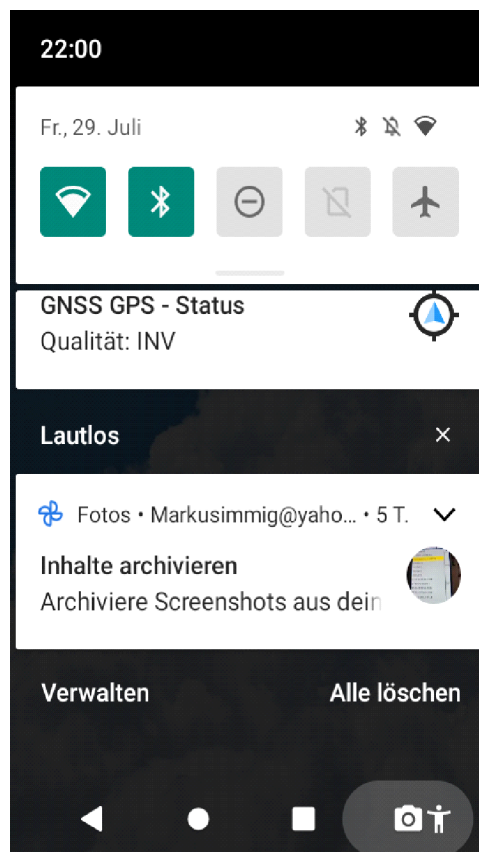 22:00
Fr., 29. Juli
GNSS GPS - Status
Qualität: INV
Lautlos
Fotos • Markusimmig@yaho… • 5 T.
Inhalte archivieren
Archiviere Screenshots aus dein
Verwalten
Alle löschen